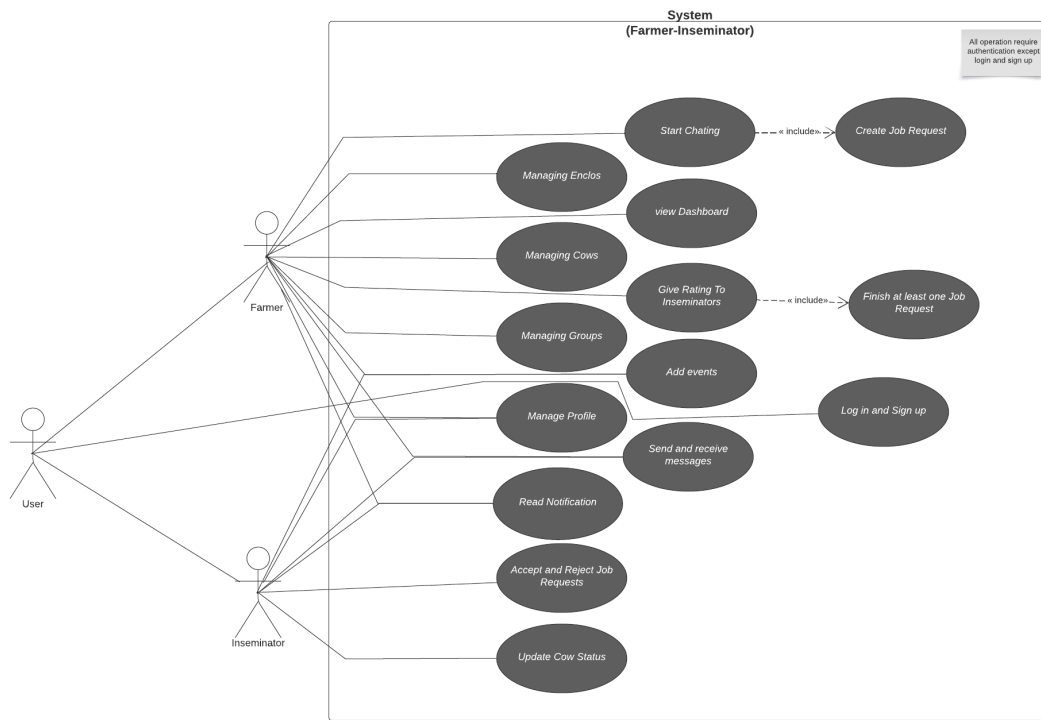 System
(Farmer-Inseminator)
All operation require
authentication except
login and sign up
Start Chating
« include»
Create Job Request
Managing Enclos
view Dashboard
Managing Cows
Farmer
Give Rating To
Inseminators
« include»
Finish at least one Job
Request
Managing Groups
Add events
Manage Profile
Log in and Sign up
Send and receive
messages
User
Read Notification
Accept and Reject Job
Requests
Inseminator
Update Cow Status